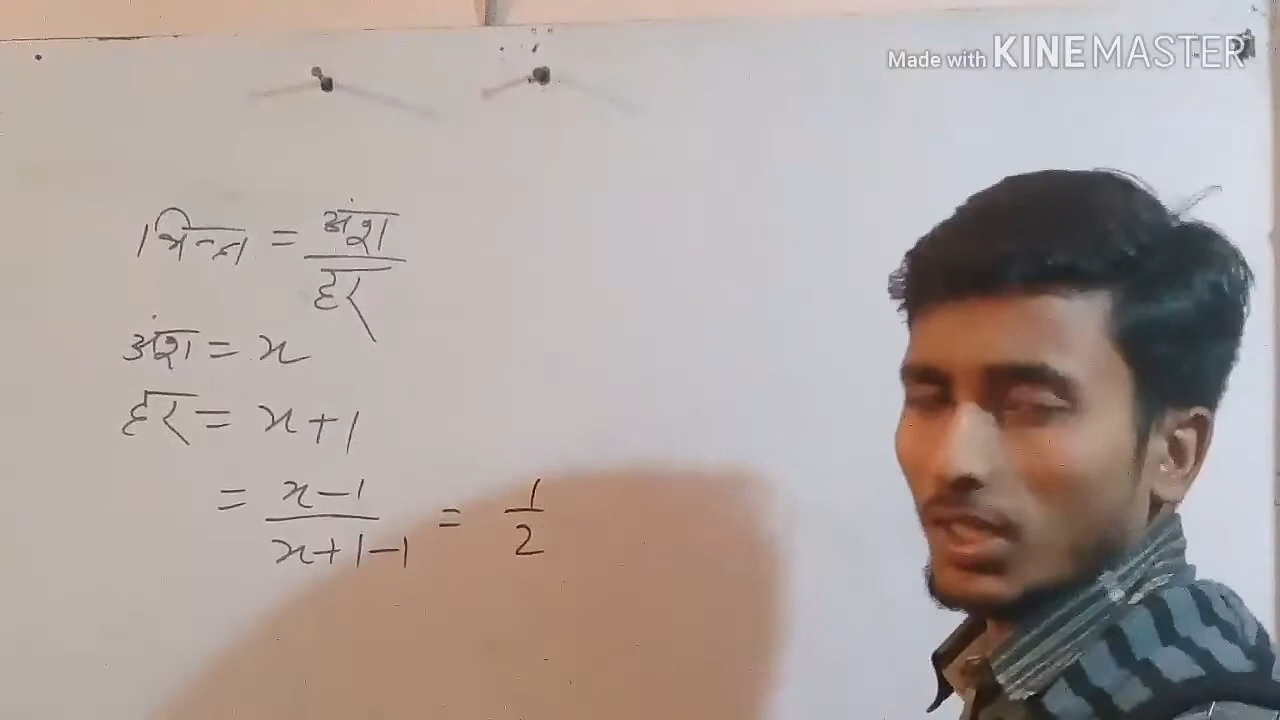 Made with KINEMASTER
भिन्न = अंश / हर
अंश = x
हर = x+1
= x-1 / x+1-1 = 1 / 2